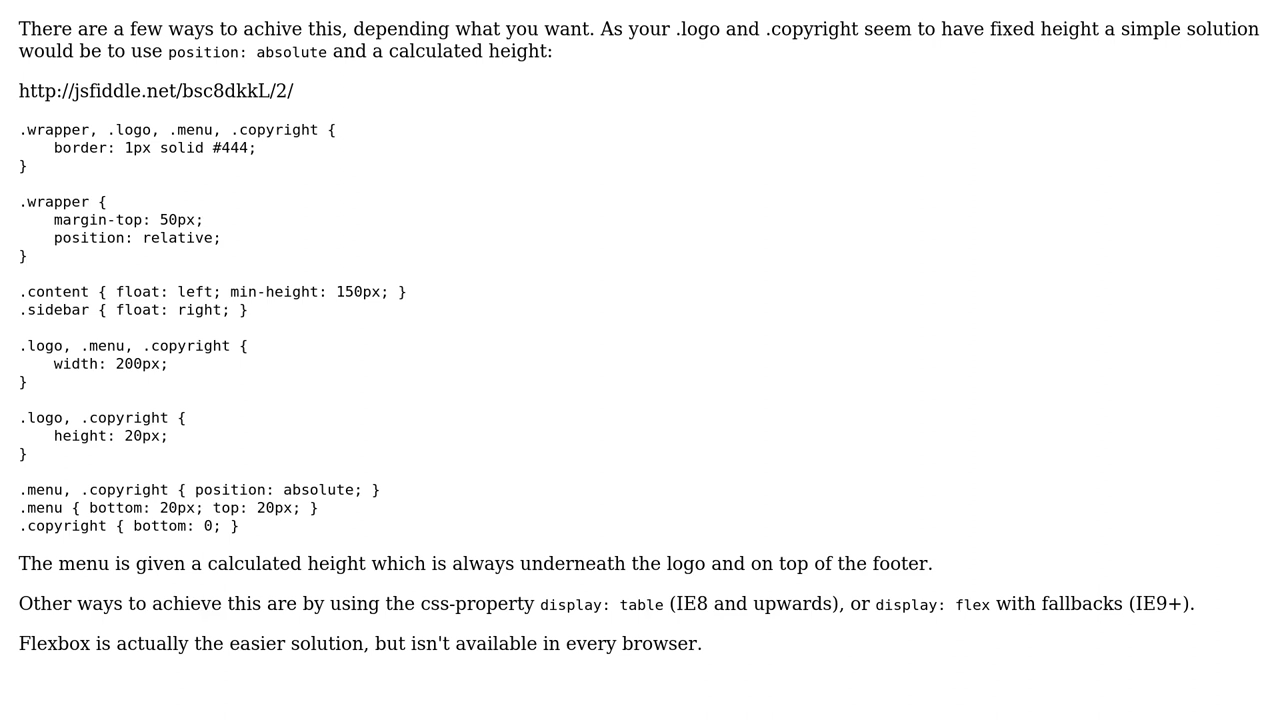 There are a few ways to achive this, depending what you want. As your .logo and .copyright seem to have fixed height a simple solution
would be to use position: absolute and a calculated height:
http://jsfiddle.net/bsc8dkkL/2/
.wrapper, .logo, .menu, .copyright {
    border: 1px solid #444;
}
.wrapper {
    margin-top: 50px;
    position: relative;
}
.content { float: left; min-height: 150px; }
.sidebar { float: right; }
.logo, .menu, .copyright {
    width: 200px;
}
.logo, .copyright {
    height: 20px;
}
.menu, .copyright { position: absolute; }
.menu { bottom: 20px; top: 20px; }
.copyright { bottom: 0; }
The menu is given a calculated height which is always underneath the logo and on top of the footer.
Other ways to achieve this are by using the css-property display: table (IE8 and upwards), or display: flex with fallbacks (IE9+).
Flexbox is actually the easier solution, but isn't available in every browser.